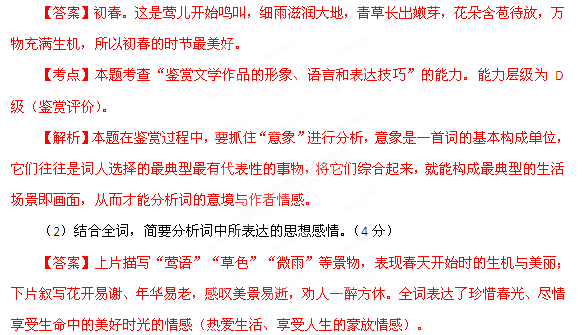 【答案】初春。这是莺儿开始鸣叫，细雨滋润大地，青草长出嫩芽，花朵含苞待放，万
物充满生机，所以初春的时节最美好。
【考点】本题考查“鉴赏文学作品的形象、语言和表达技巧”的能力。能力层级为 D
级（鉴赏评价）。
【解析】本题在鉴赏过程中，要抓住“意象”进行分析，意象是一首词的基本构成单位，
它们往往是词人选择的最典型最有代表性的事物，将它们综合起来，就能构成最典型的生活
场景即画面，从而才能分析词的意境与作者情感。
（2）结合全词，简要分析词中所表达的思想感情。（4 分）
【答案】上片描写“莺语”“草色”“微雨”等景物，表现春天开始时的生机与美丽；
下片叙写花开易谢、年华易老，感叹美景易逝，劝人一醉方休。全词表达了珍惜春光、尽情
享受生命中的美好时光的情感（热爱生活、享受人生的豪放情感）.